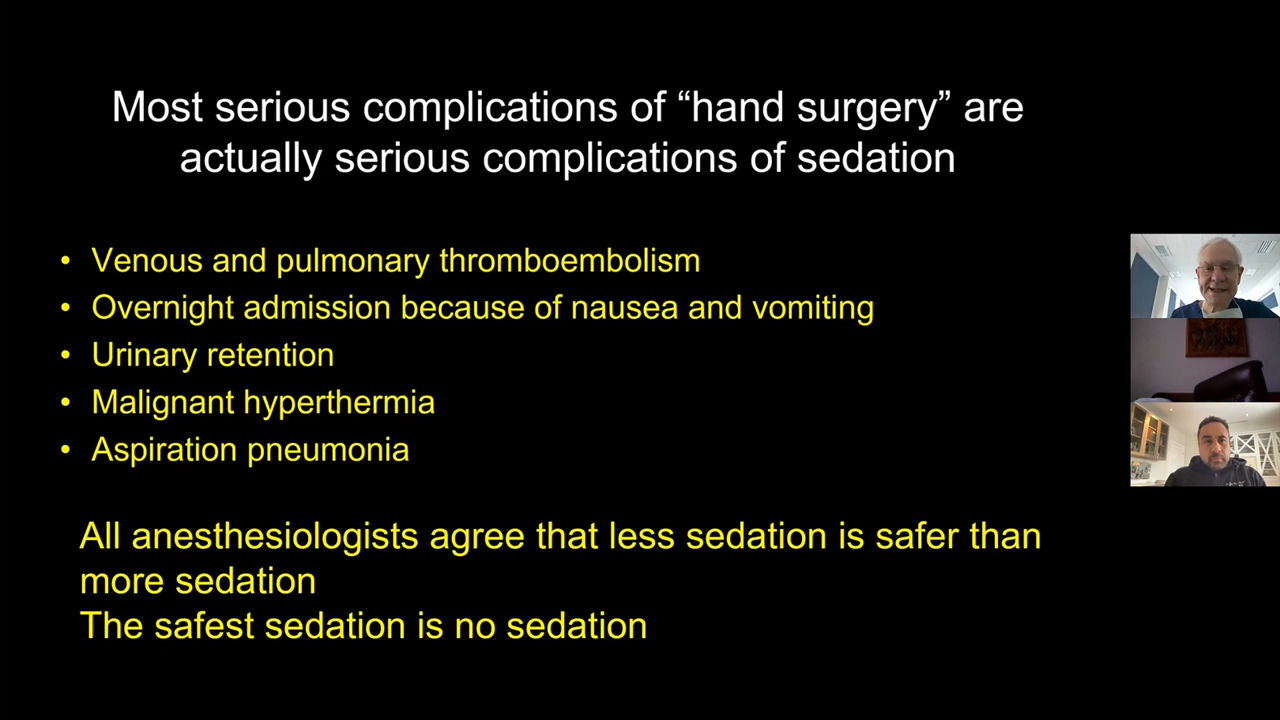 Most serious complications of “hand surgery” are
actually serious complications of sedation
• Venous and pulmonary thromboembolism
• Overnight admission because of nausea and vomiting
• Urinary retention
• Malignant hyperthermia
• Aspiration pneumonia
All anesthesiologists agree that less sedation is safer than
more sedation
The safest sedation is no sedation